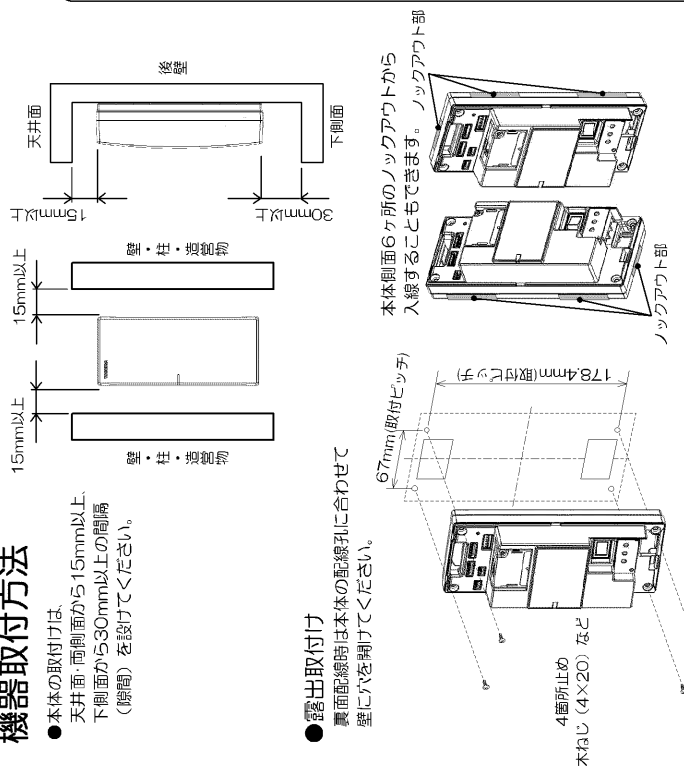 機器取付方法
●本体の取付けは、
天井面・両側面から15mm以上、
下側面から30mm以上の間隔
（隙間）を設けてください。
15mm以上
15mm以上
壁・柱・造営物
壁・柱・造営物
TOSHIBA
天井面
後壁
下側面
15mm以上
30mm以上
●露出取付け
裏面配線時は本体の配線孔に合わせて
壁に穴を開けてください。
67mm(取付ピッチ)
178.4mm(取付ピッチ)
4箇所止め
木ねじ（4×20）など
本体側面6ヶ所のノックアウトから
入線することもできます。
ノックアウト部
ノックアウト部